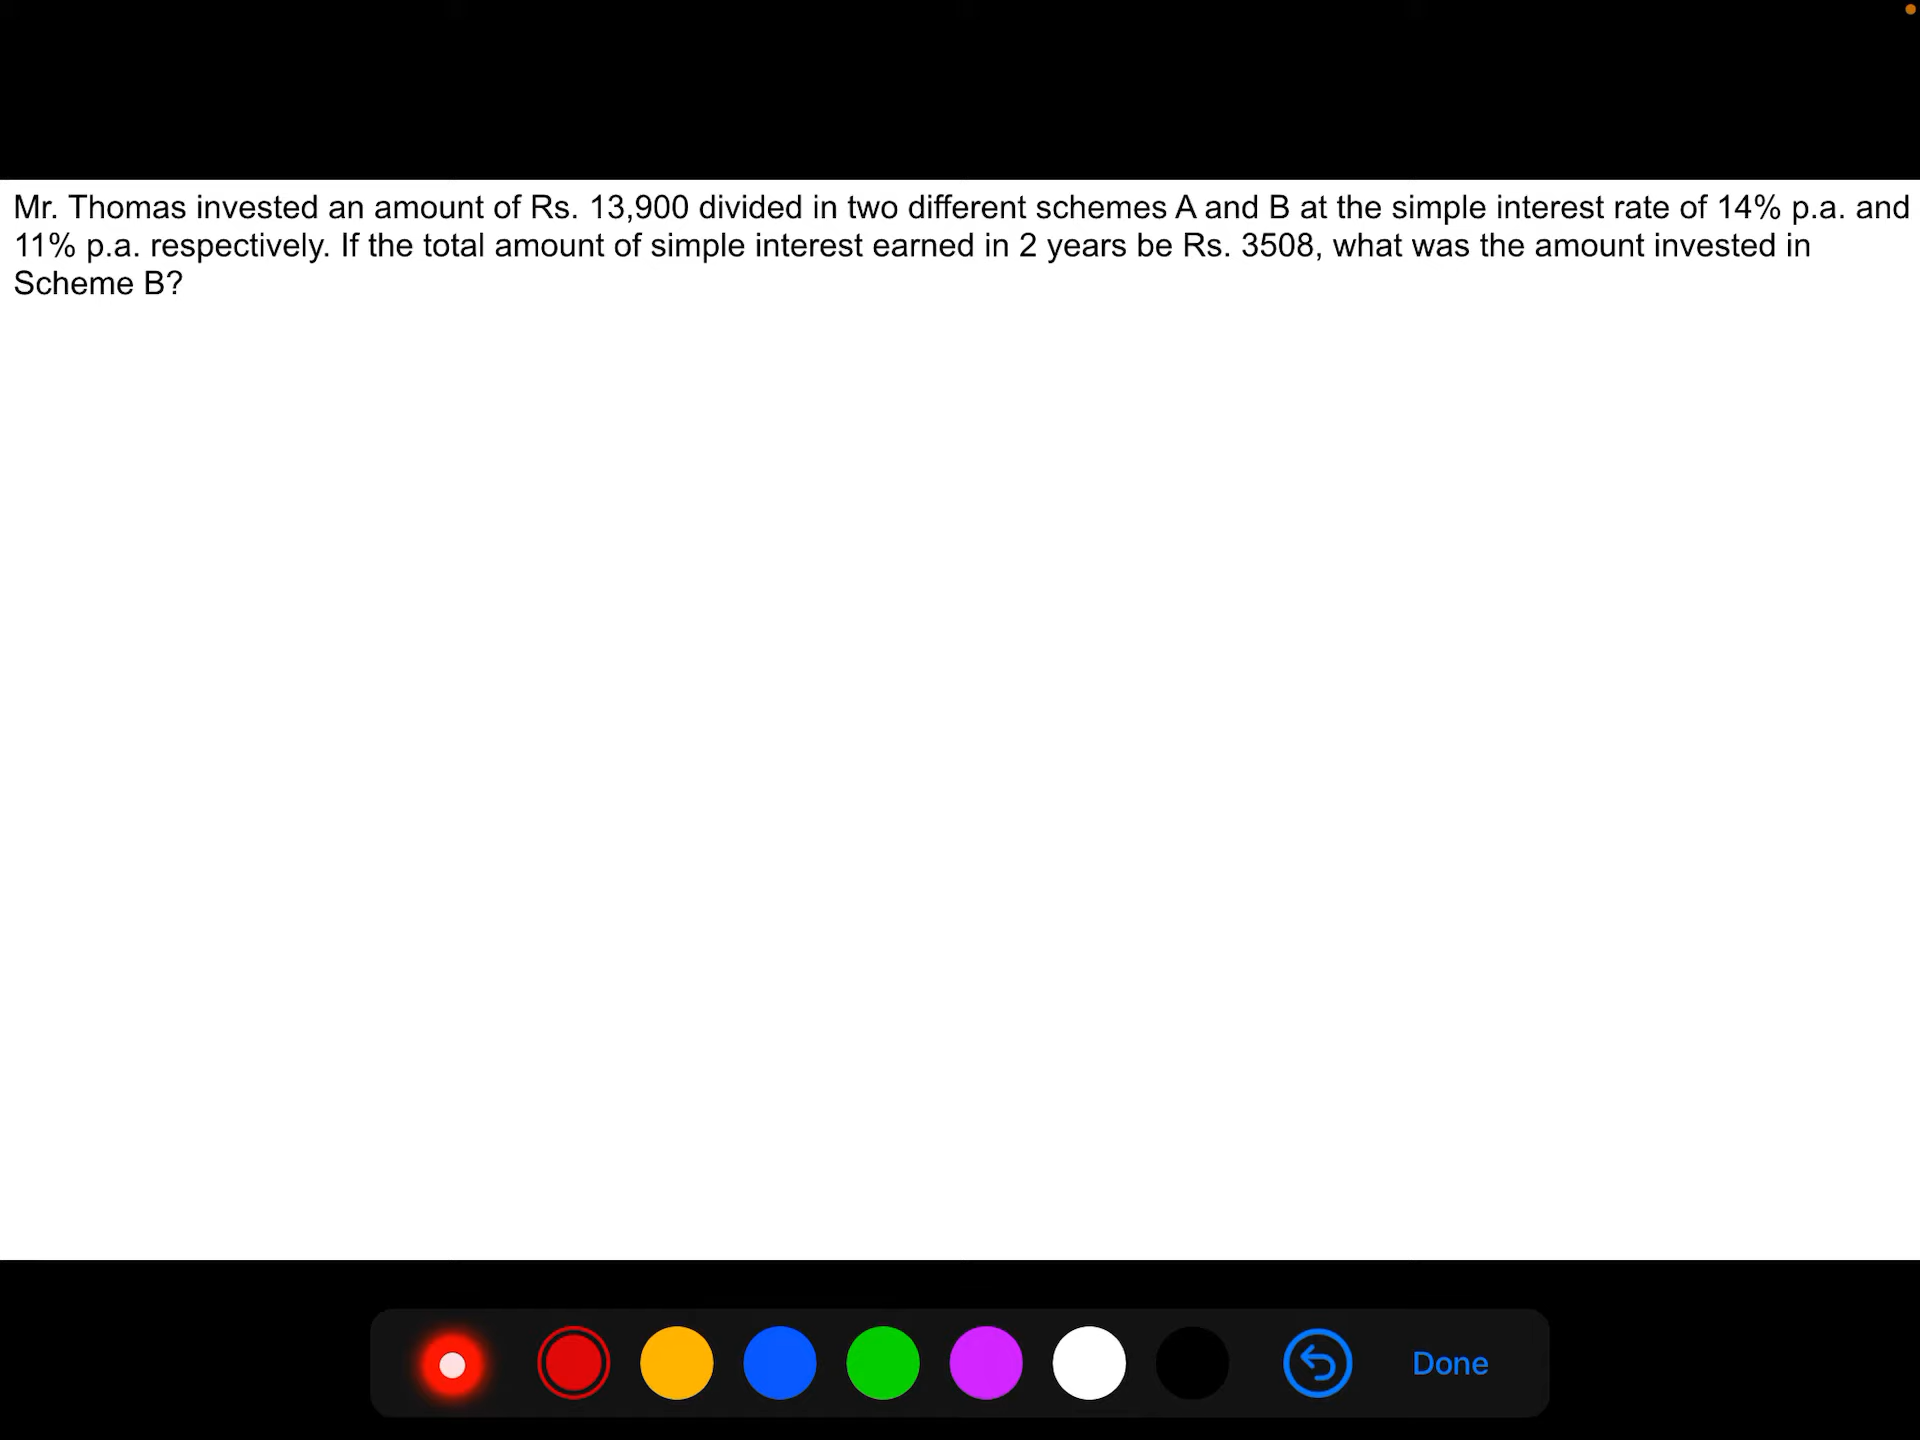 Mr. Thomas invested an amount of Rs. 13,900 divided in two different schemes A and B at the simple interest rate of 14% p.a. and
11% p.a. respectively. If the total amount of simple interest earned in 2 years be Rs. 3508, what was the amount invested in
Scheme B?
Done